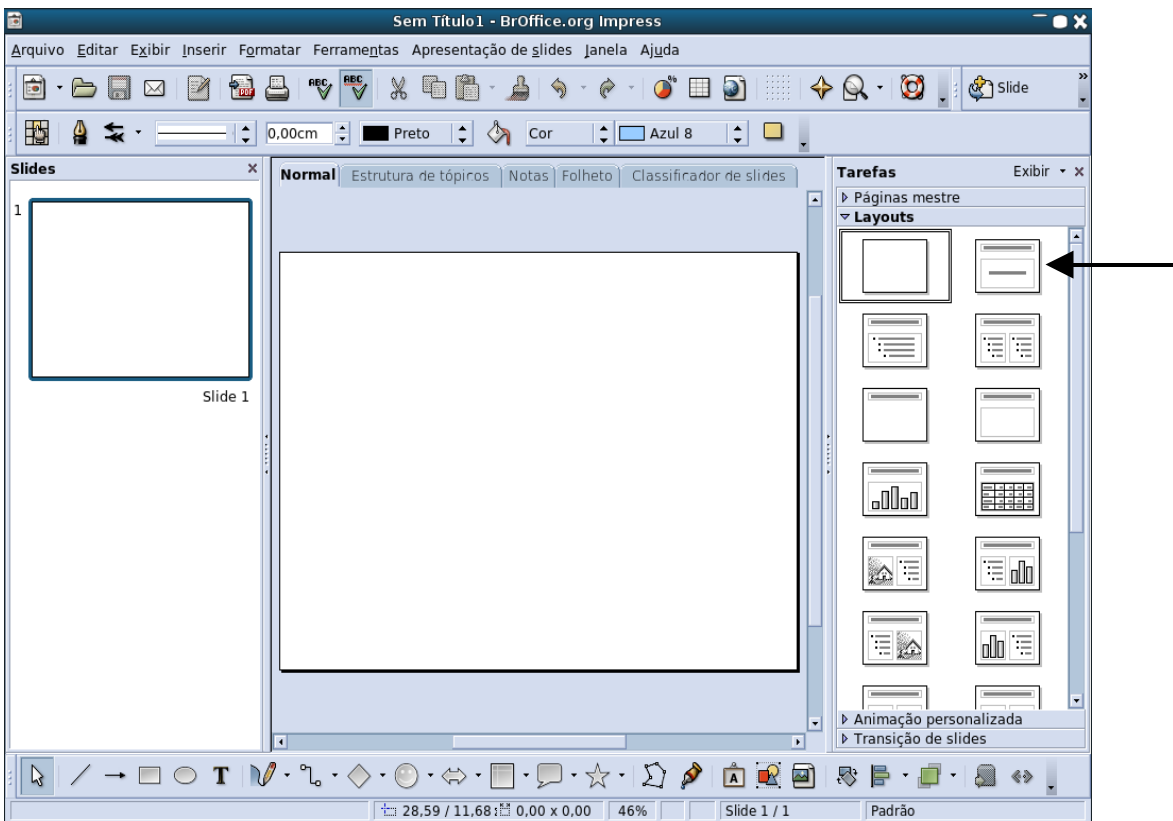 Sem Título1 - BrOffice.org Impress
Arquivo Editar Exibir Inserir Formatar Ferramentas Apresentação de slides Janela Ajuda
PDF ABC ABC Slide »
0,00cm Preto Cor Azul 8
Slides
Normal Estrutura de tópicos Notas Folheto Classificador de slides
Tarefas Exibir
Páginas mestre
Layouts
1
Slide 1
Animação personalizada
Transição de slides
T A
28,59 / 11,68 0,00 x 0,00 46% Slide 1 / 1 Padrão